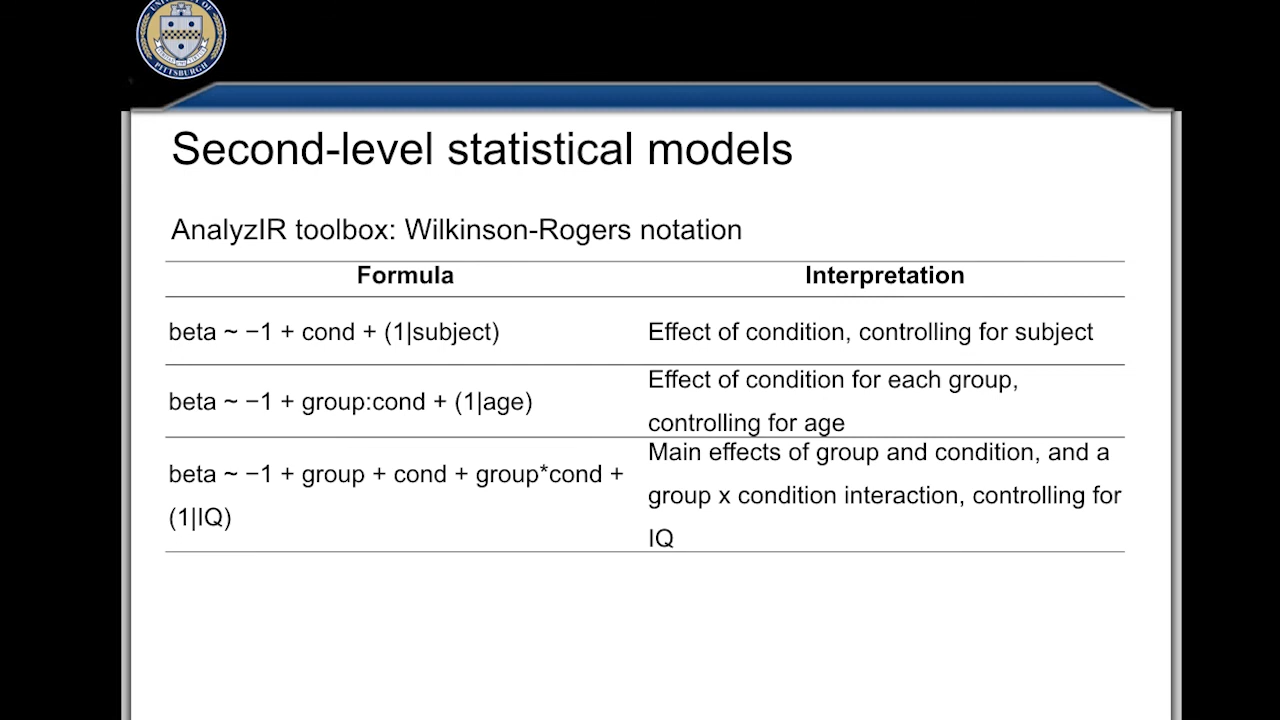 UNIVERSITY OF
PITTSBURGH
Second-level statistical models
AnalyzIR toolbox: Wilkinson-Rogers notation
Formula Interpretation
beta ~ −1 + cond + (1|subject) Effect of condition, controlling for subject
beta ~ −1 + group:cond + (1|age) Effect of condition for each group,
controlling for age
beta ~ −1 + group + cond + group*cond +
(1|IQ)
Main effects of group and condition, and a
group x condition interaction, controlling for
IQ